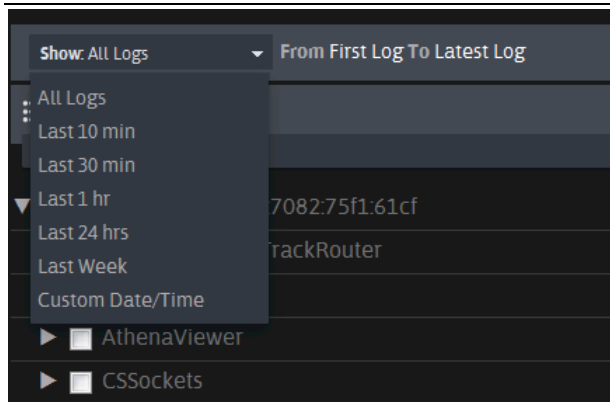 Show: All Logs From First Log To Latest Log
All Logs
Last 10 min
Last 30 min
Last 1 hr
:7082:75f1:61cf
Last 24 hrs
TrackRouter
Last Week
Custom Date/Time
AthenaViewer
CSSockets